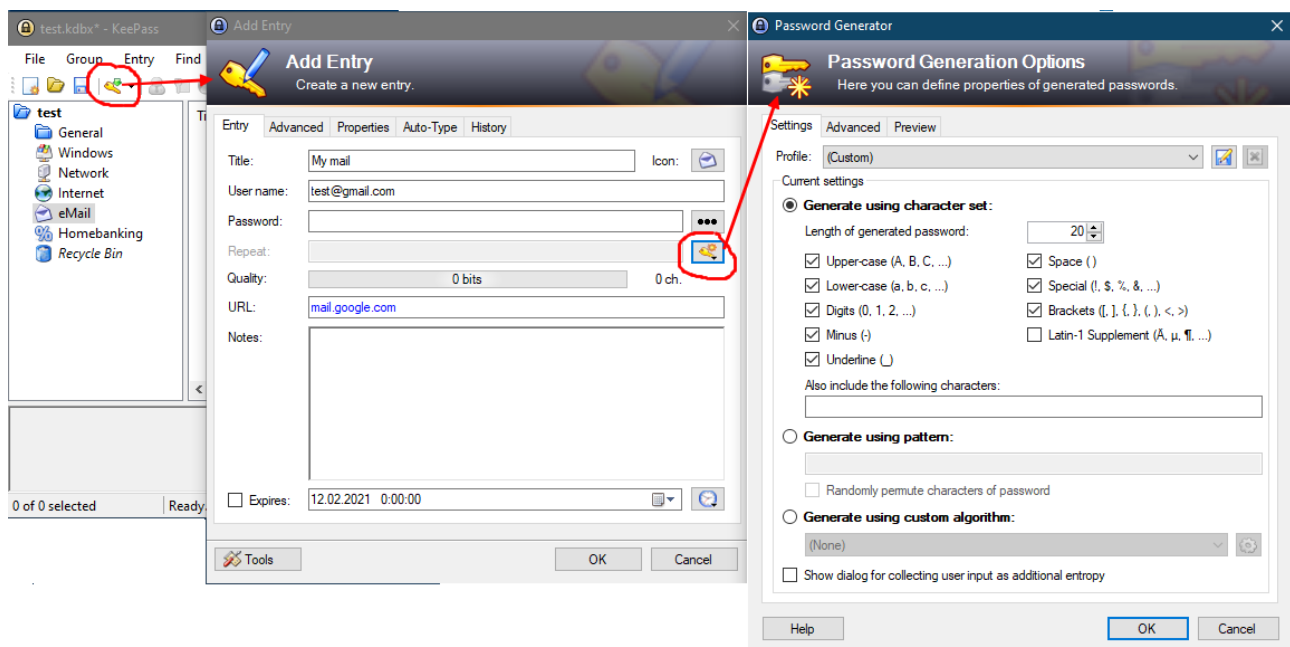 test.kdbx* - KeePass
File Group Entry Find
test
General
Windows
Network
Internet
eMail
Homebanking
Recycle Bin
0 of 0 selected
Ready.
Add Entry
Add Entry
Create a new entry.
Entry Advanced Properties Auto-Type History
Title: My mail Icon:
User name: test@gmail.com
Password:
Repeat:
Quality: 0 bits 0 ch.
URL: mail.google.com
Notes:
Expires: 12.02.2021 0:00:00
Tools OK Cancel
Password Generator
Password Generation Options
Here you can define properties of generated passwords.
Settings Advanced Preview
Profile: (Custom)
Current settings
Generate using character set:
Length of generated password: 20
Upper-case (A, B, C, ...) Space ( )
Lower-case (a, b, c, ...) Special (!, $, %, &, ...)
Digits (0, 1, 2, ...) Brackets ([, ], {, }, (, ), <, >)
Minus (-) Latin-1 Supplement (Ä, µ, ¶, ...)
Underline (_)
Also include the following characters:
Generate using pattern:
Randomly permute characters of password
Generate using custom algorithm:
(None)
Show dialog for collecting user input as additional entropy
Help OK Cancel